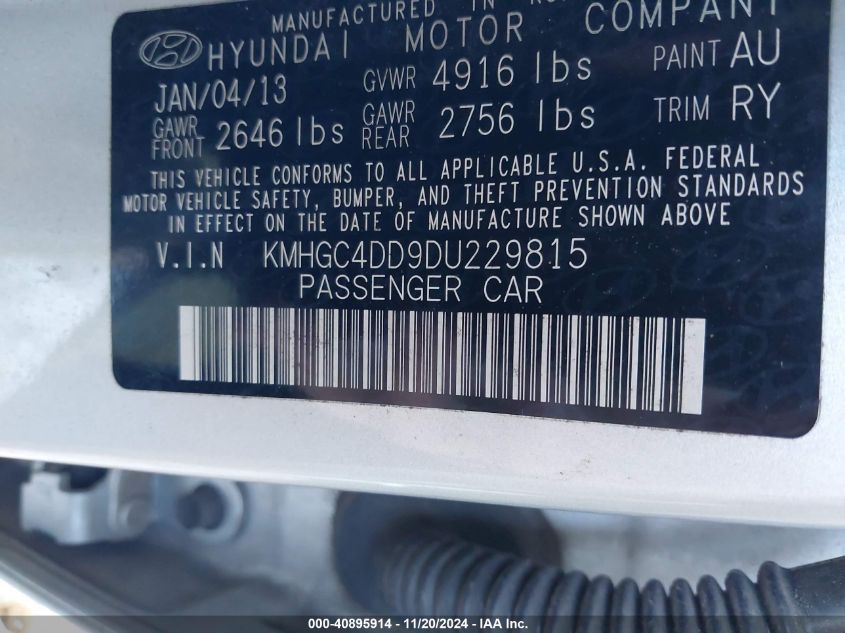 MANUFACTURED IN
HYUNDAI MOTOR COMPANY
JAN/04/13 GVWR 4916 lbs PAINT AU
GAWR FRONT 2646 lbs GAWR REAR 2756 lbs TRIM RY
THIS VEHICLE CONFORMS TO ALL APPLICABLE U.S.A. FEDERAL
MOTOR VEHICLE SAFETY, BUMPER, AND THEFT PREVENTION STANDARDS
IN EFFECT ON THE DATE OF MANUFACTURE SHOWN ABOVE
V.I.N KMHGC4DD9DU229815
PASSENGER CAR
000-40895914 - 11/20/2024 - IAA Inc.